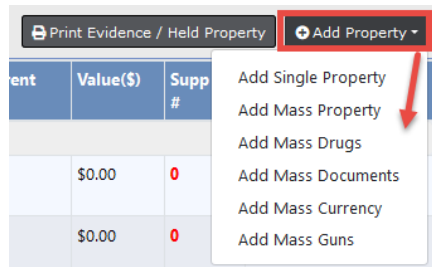 Print Evidence / Held Property
Add Property
ent Value($) Supp #
Add Single Property
Add Mass Property
Add Mass Drugs
Add Mass Documents
Add Mass Currency
Add Mass Guns
$0.00 0
$0.00 0